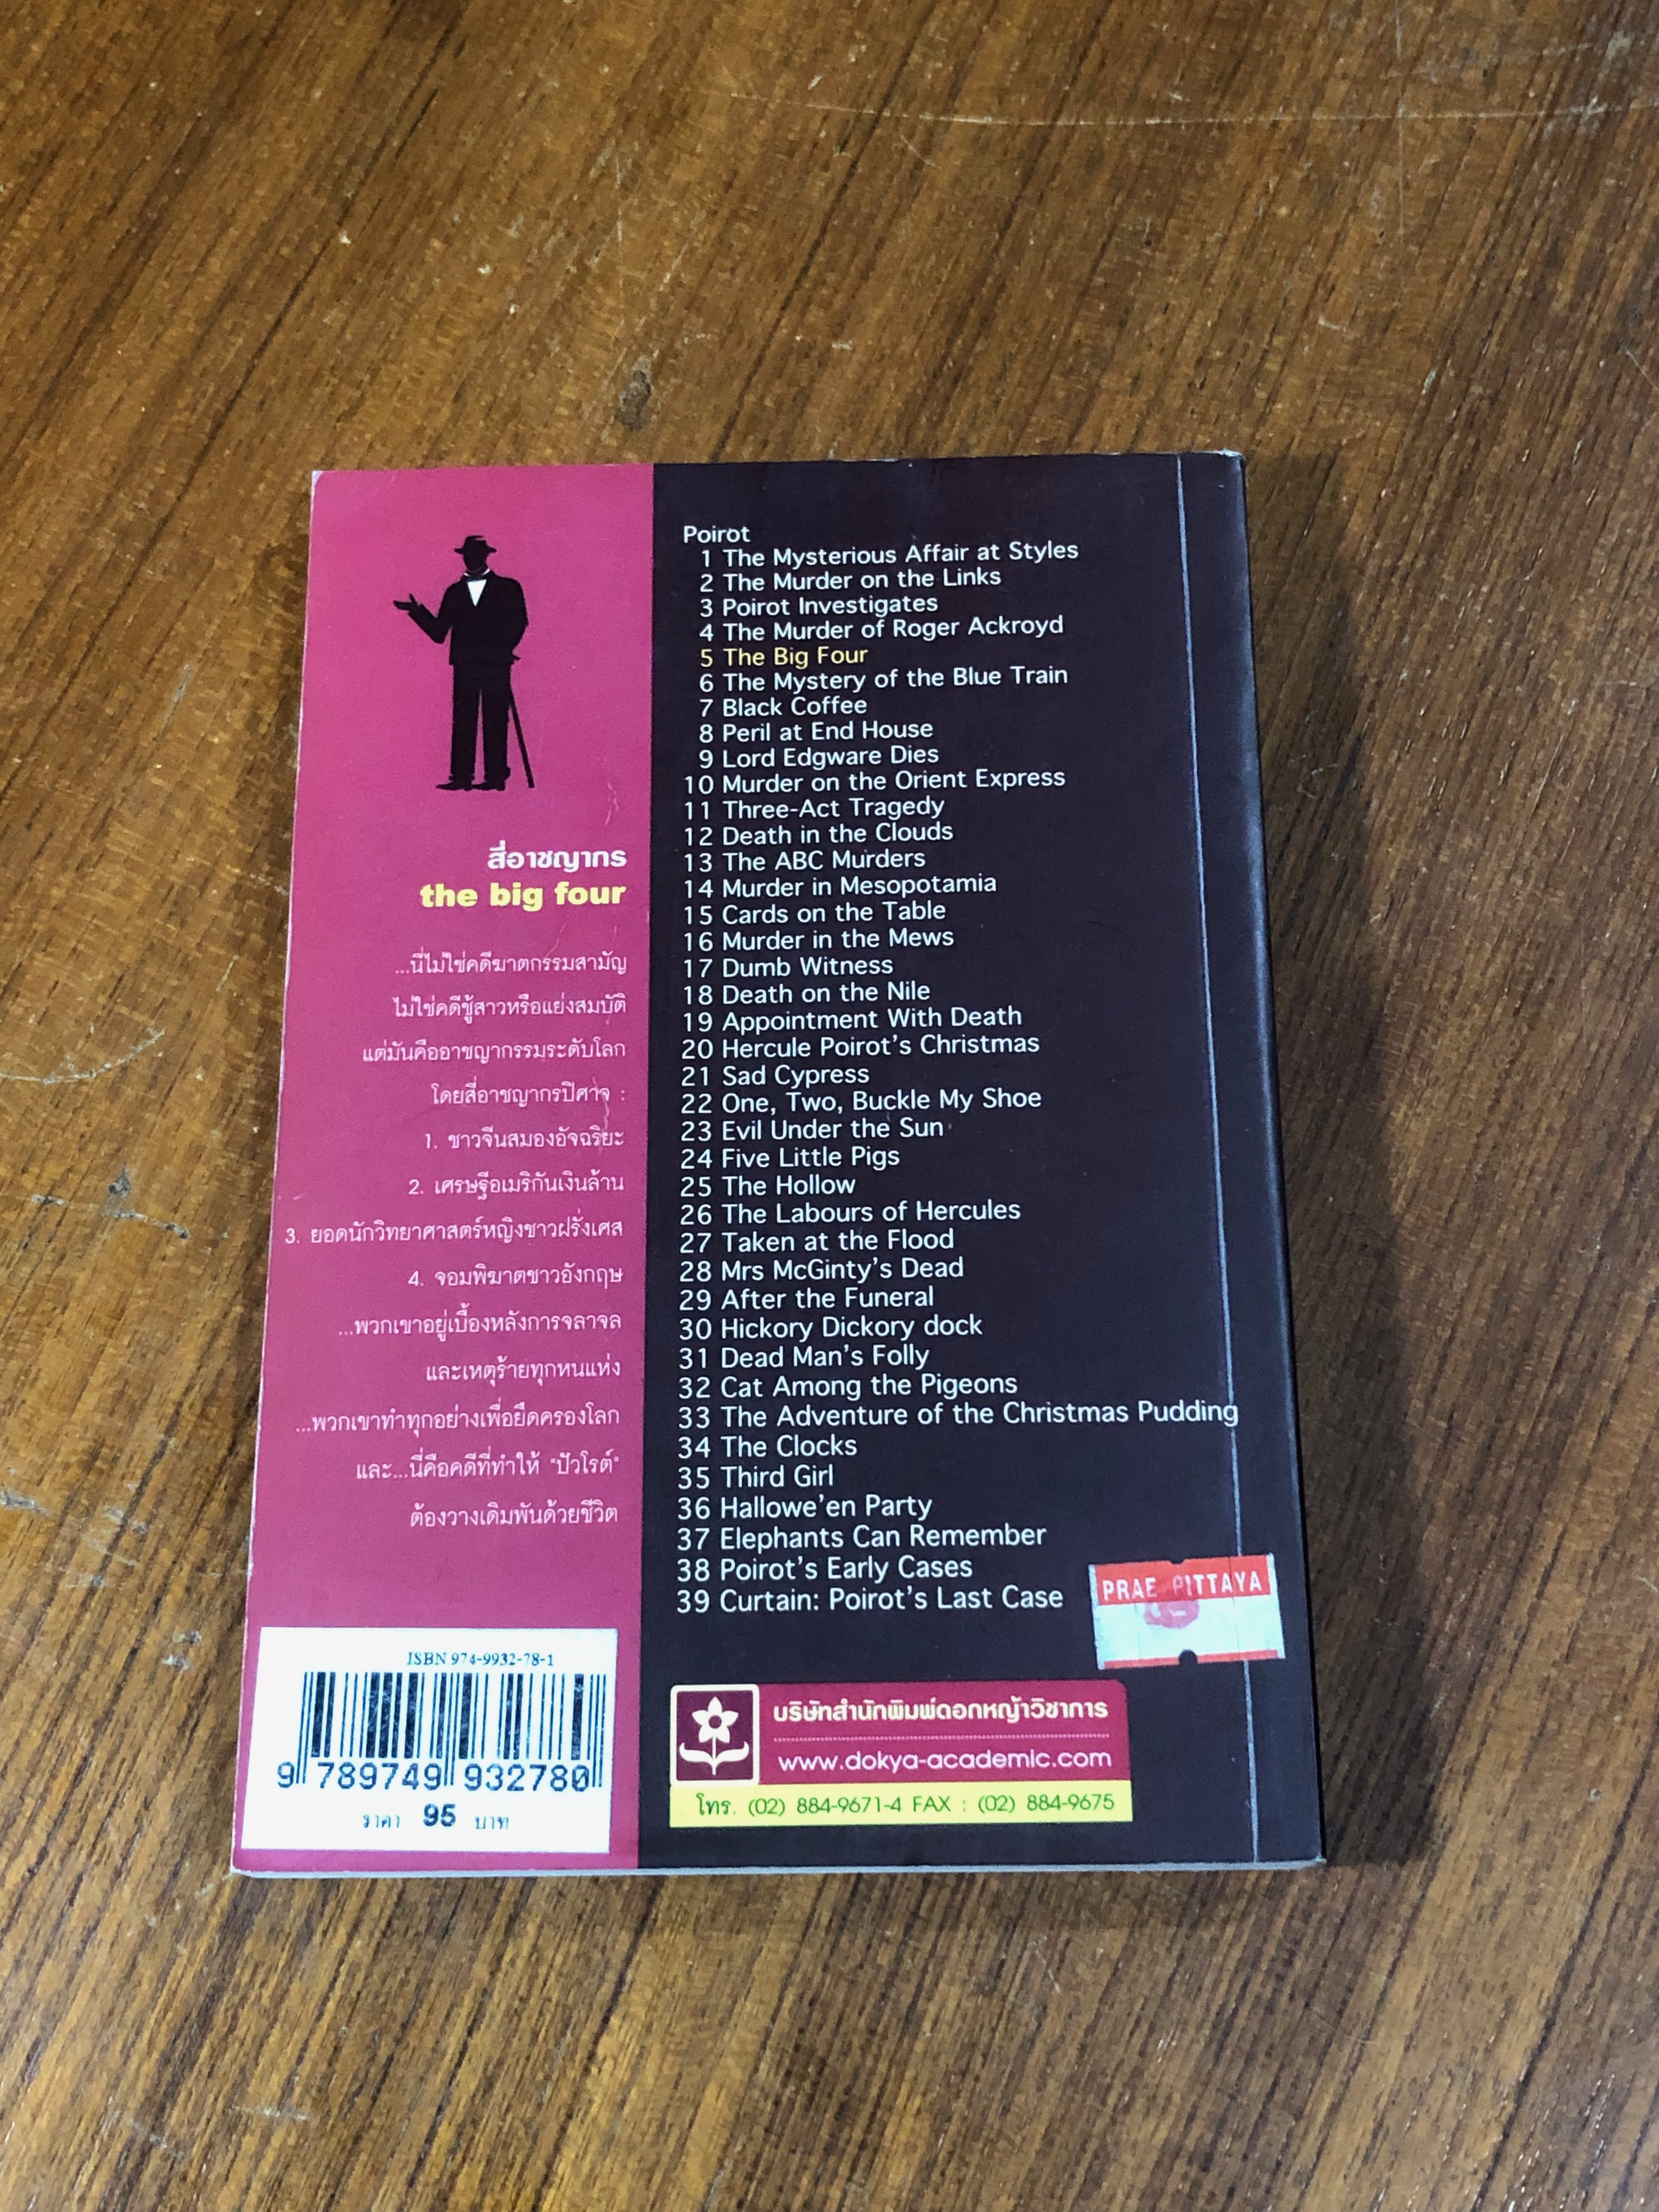 สี่อาชญากร
the big four
...นี่ไม่ใช่คดีฆาตกรรมสามัญ
ไม่ใช่คดีชู้สาวหรือแย่งสมบัติ
แต่มันคืออาชญากรรมระดับโลก
โดยสี่อาชญากรปีศาจ :
1. ชาวจีนสมองอัจฉริยะ
2. เศรษฐีอเมริกันเงินล้าน
3. ยอดนักวิทยาศาสตร์หญิงชาวฝรั่งเศส
4. จอมพิฆาตชาวอังกฤษ
...พวกเขาอยู่เบื้องหลังการจลาจล
และเหตุร้ายทุกหนแห่ง
...พวกเขาทำทุกอย่างเพื่อยึดครองโลก
และ...นี่คือคดีที่ทำให้ "ปัวโรต์"
ต้องวางเดิมพันด้วยชีวิต
ISBN 974-9932-78-1
9 789749 932780
ราคา 95 บาท
Poirot
1 The Mysterious Affair at Styles
2 The Murder on the Links
3 Poirot Investigates
4 The Murder of Roger Ackroyd
5 The Big Four
6 The Mystery of the Blue Train
7 Black Coffee
8 Peril at End House
9 Lord Edgware Dies
10 Murder on the Orient Express
11 Three-Act Tragedy
12 Death in the Clouds
13 The ABC Murders
14 Murder in Mesopotamia
15 Cards on the Table
16 Murder in the Mews
17 Dumb Witness
18 Death on the Nile
19 Appointment With Death
20 Hercule Poirot's Christmas
21 Sad Cypress
22 One, Two, Buckle My Shoe
23 Evil Under the Sun
24 Five Little Pigs
25 The Hollow
26 The Labours of Hercules
27 Taken at the Flood
28 Mrs McGinty's Dead
29 After the Funeral
30 Hickory Dickory dock
31 Dead Man's Folly
32 Cat Among the Pigeons
33 The Adventure of the Christmas Pudding
34 The Clocks
35 Third Girl
36 Hallowe'en Party
37 Elephants Can Remember
38 Poirot's Early Cases
39 Curtain: Poirot's Last Case
PRAE PITTAYA
บริษัทสำนักพิมพ์ดอกหญ้าวิชาการ
www.dokya-academic.com
โทร. (02) 884-9671-4 FAX : (02) 884-9675